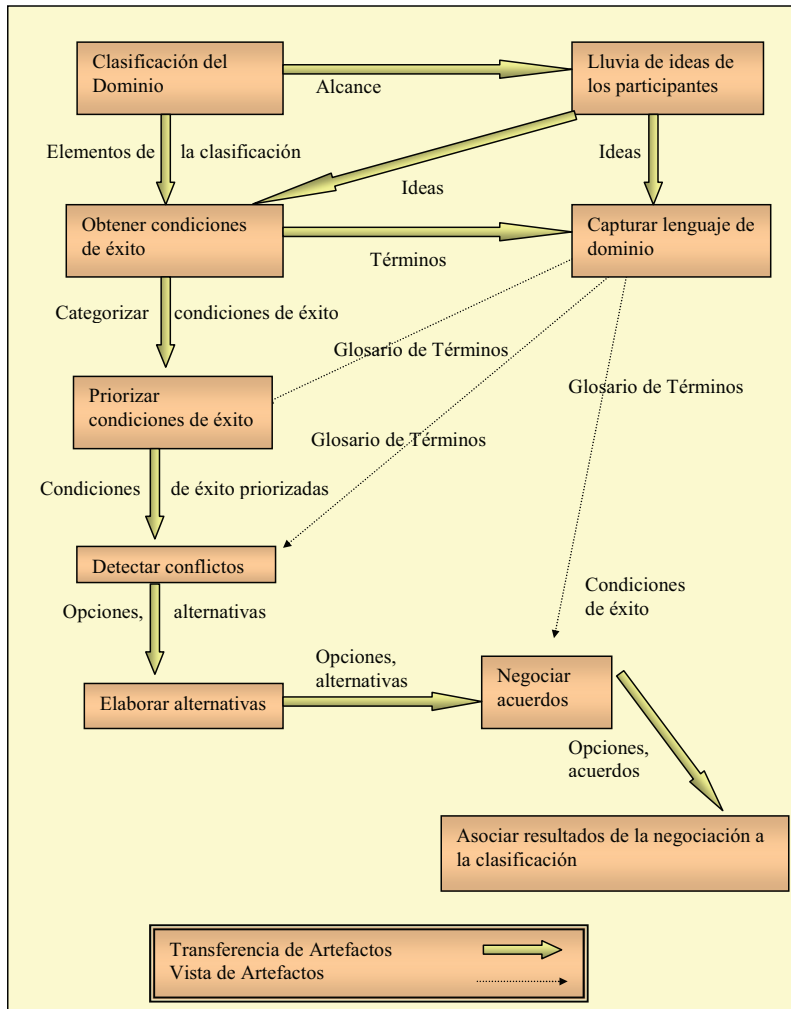 Clasificación del
Dominio
Lluvia de ideas de
los participantes
Alcance
Elementos de la clasificación
Ideas
Ideas
Obtener condiciones
de éxito
Capturar lenguaje de
dominio
Términos
Categorizar condiciones de éxito
Glosario de Términos
Priorizar
condiciones de éxito
Glosario de Términos
Glosario de Términos
Condiciones de éxito priorizadas
Detectar conflictos
Condiciones
de éxito
Opciones, alternativas
Opciones,
alternativas
Elaborar alternativas
Negociar
acuerdos
Opciones,
acuerdos
Asociar resultados de la negociación a
la clasificación
Transferencia de Artefactos
Vista de Artefactos